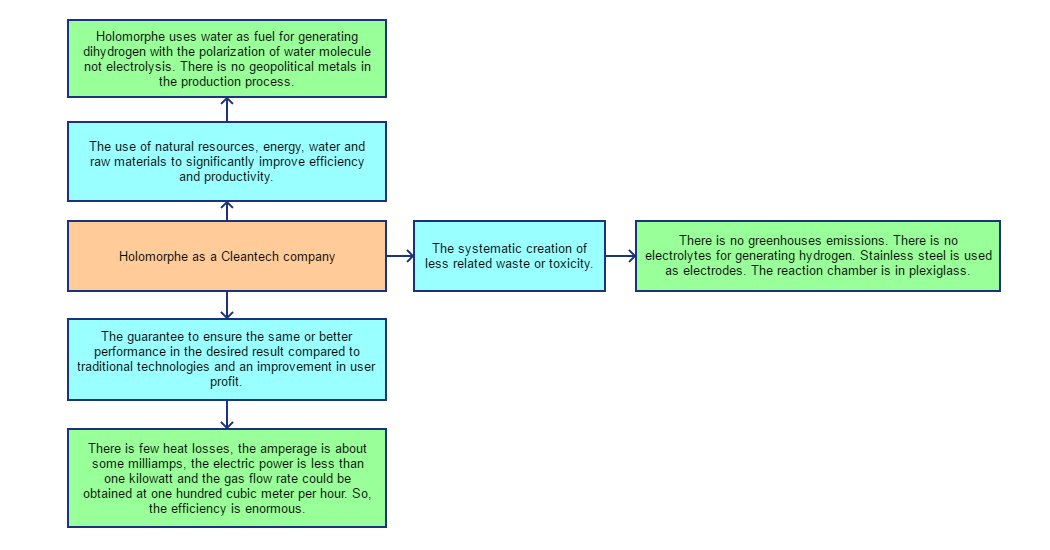 Holomorphe uses water as fuel for generating
dihydrogen with the polarization of water molecule
not electrolysis. There is no geopolitical metals in
the production process.
The use of natural resources, energy, water and
raw materials to significantly improve efficiency
and productivity.
Holomorphe as a Cleantech company
The systematic creation of
less related waste or toxicity.
There is no greenhouses emissions. There is no
electrolytes for generating hydrogen. Stainless steel is used
as electrodes. The reaction chamber is in plexiglass.
The guarantee to ensure the same or better
performance in the desired result compared to
traditional technologies and an improvement in user
profit.
There is few heat losses, the amperage is about
some milliamps, the electric power is less than
one kilowatt and the gas flow rate could be
obtained at one hundred cubic meter per hour. So,
the efficiency is enormous.